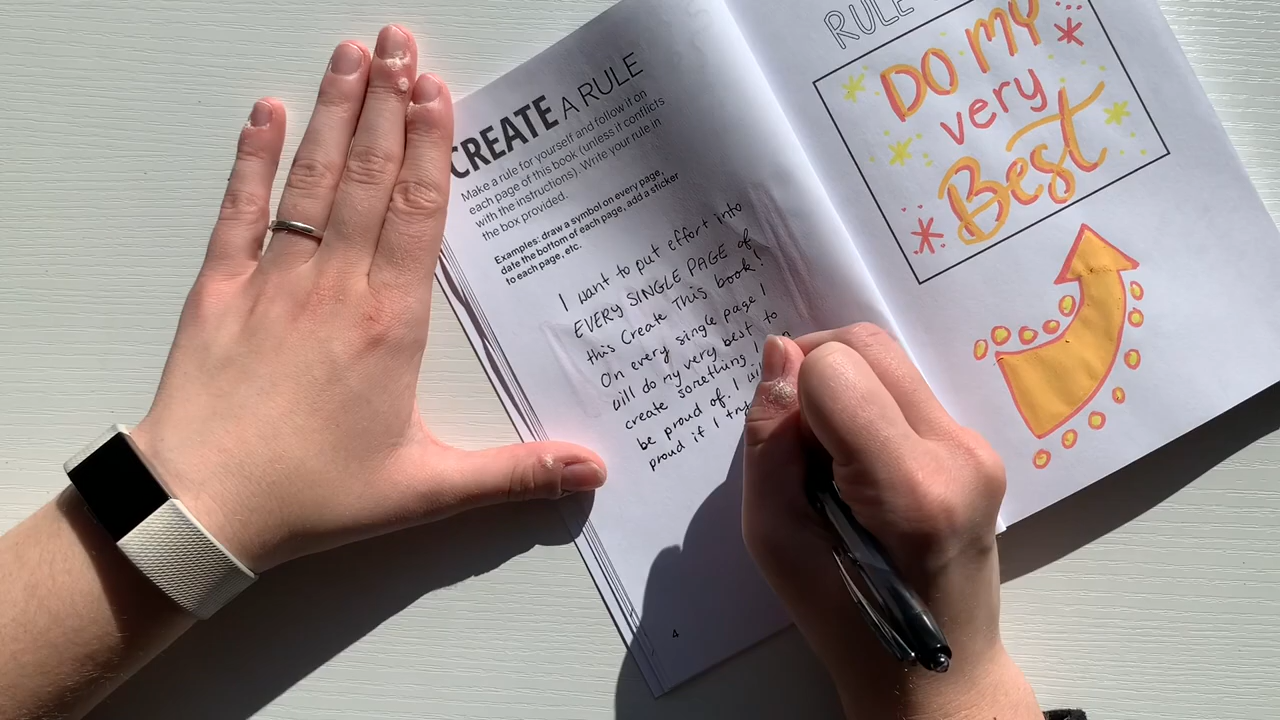 CREATE A RULE
Make a rule for yourself and follow it on
each page of this book (unless it conflicts
with the instructions). Write your rule in
the box provided.
Examples: draw a symbol on every page,
date the bottom of each page, add a sticker
to each page, etc.
I want to put effort into
EVERY SINGLE PAGE of
this Create This book!
On every single page I
will do my very best to
create something I
be proud of. I will
proud if I try
4
RULE
DO MY
very
Best